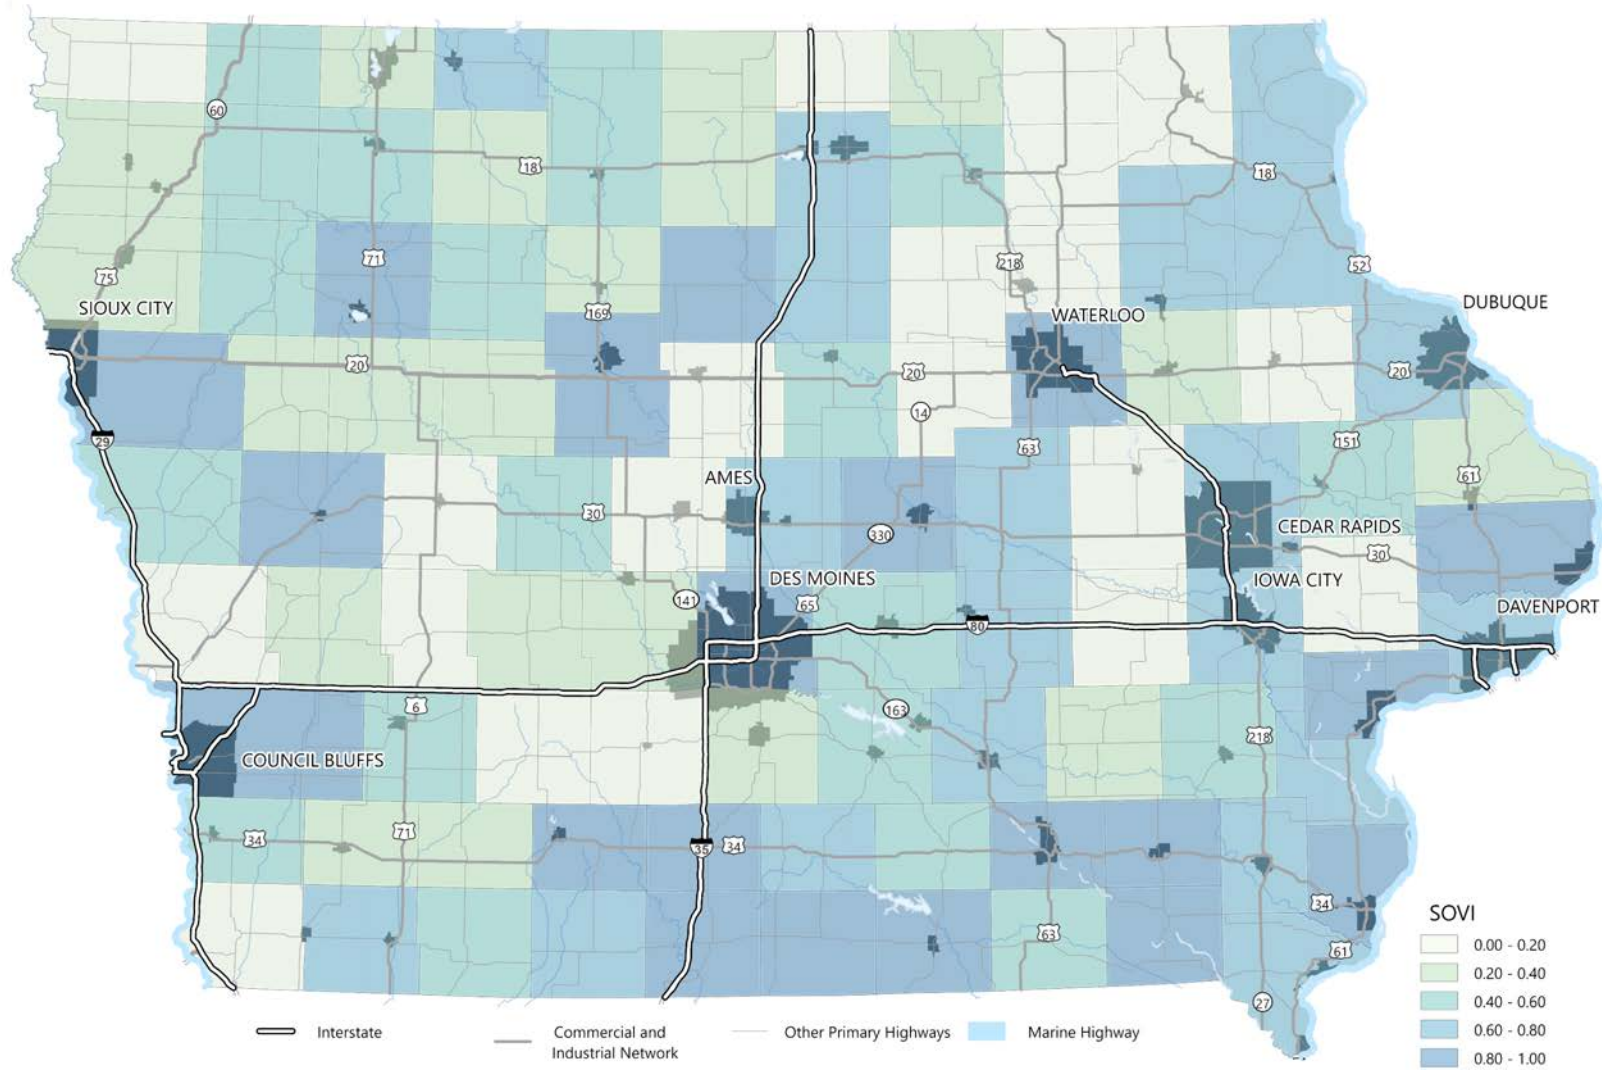 60
18
18
71
75
218
52
SIOUX CITY
169
WATERLOO
DUBUQUE
20
20
20
14
29
63
151
61
AMES
30
330
CEDAR RAPIDS
30
DES MOINES
IOWA CITY
141
65
80
DAVENPORT
6
163
218
COUNCIL BLUFFS
34
71
35
34
34
63
61
27
SOVI
0.00 - 0.20
0.20 - 0.40
0.40 - 0.60
0.60 - 0.80
0.80 - 1.00
Interstate
Commercial and
Industrial Network
Other Primary Highways
Marine Highway